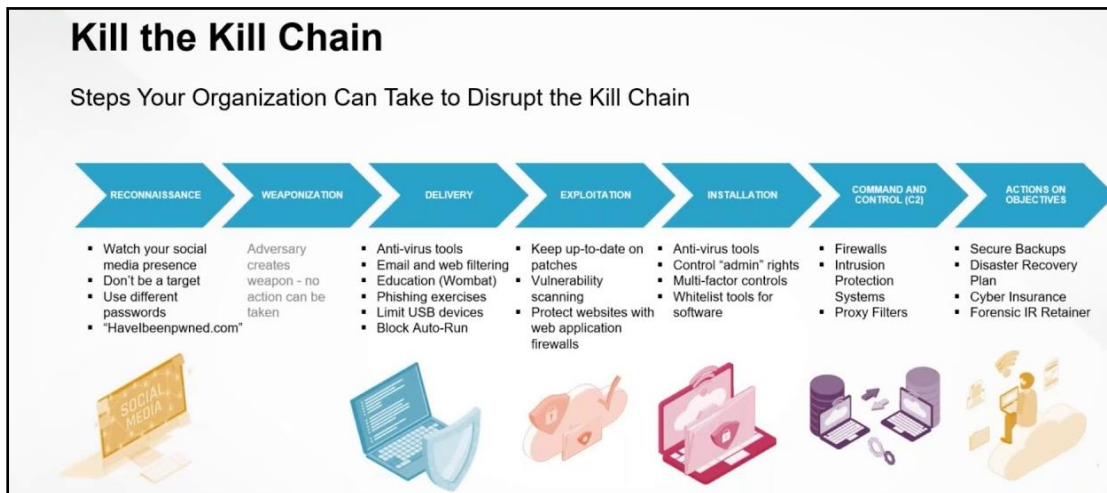 Kill the Kill Chain
Steps Your Organization Can Take to Disrupt the Kill Chain
RECONNAISSANCE
WEAPONIZATION
DELIVERY
EXPLOITATION
INSTALLATION
COMMAND AND
CONTROL (C2)
ACTIONS ON
OBJECTIVES
▪ Watch your social
media presence
▪ Don't be a target
▪ Use different
passwords
▪ "HaveIbeenpwned.com"
Adversary
creates
weapon - no
action can be
taken
▪ Anti-virus tools
▪ Email and web filtering
▪ Education (Wombat)
▪ Phishing exercises
▪ Limit USB devices
▪ Block Auto-Run
▪ Keep up-to-date on
patches
▪ Vulnerability
scanning
▪ Protect websites with
web application
firewalls
▪ Anti-virus tools
▪ Control "admin" rights
▪ Multi-factor controls
▪ Whitelist tools for
software
▪ Firewalls
▪ Intrusion
Protection
Systems
▪ Proxy Filters
▪ Secure Backups
▪ Disaster Recovery
Plan
▪ Cyber Insurance
▪ Forensic IR Retainer
SOCIAL
MEDIA